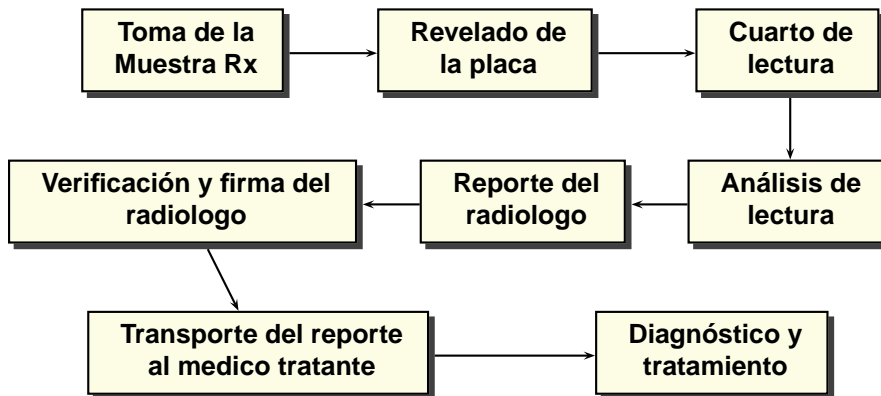 Toma de la
Muestra Rx
Revelado de
la placa
Cuarto de
lectura
Análisis de
lectura
Reporte del
radiologo
Verificación y firma del
radiologo
Transporte del reporte
al medico tratante
Diagnóstico y
tratamiento